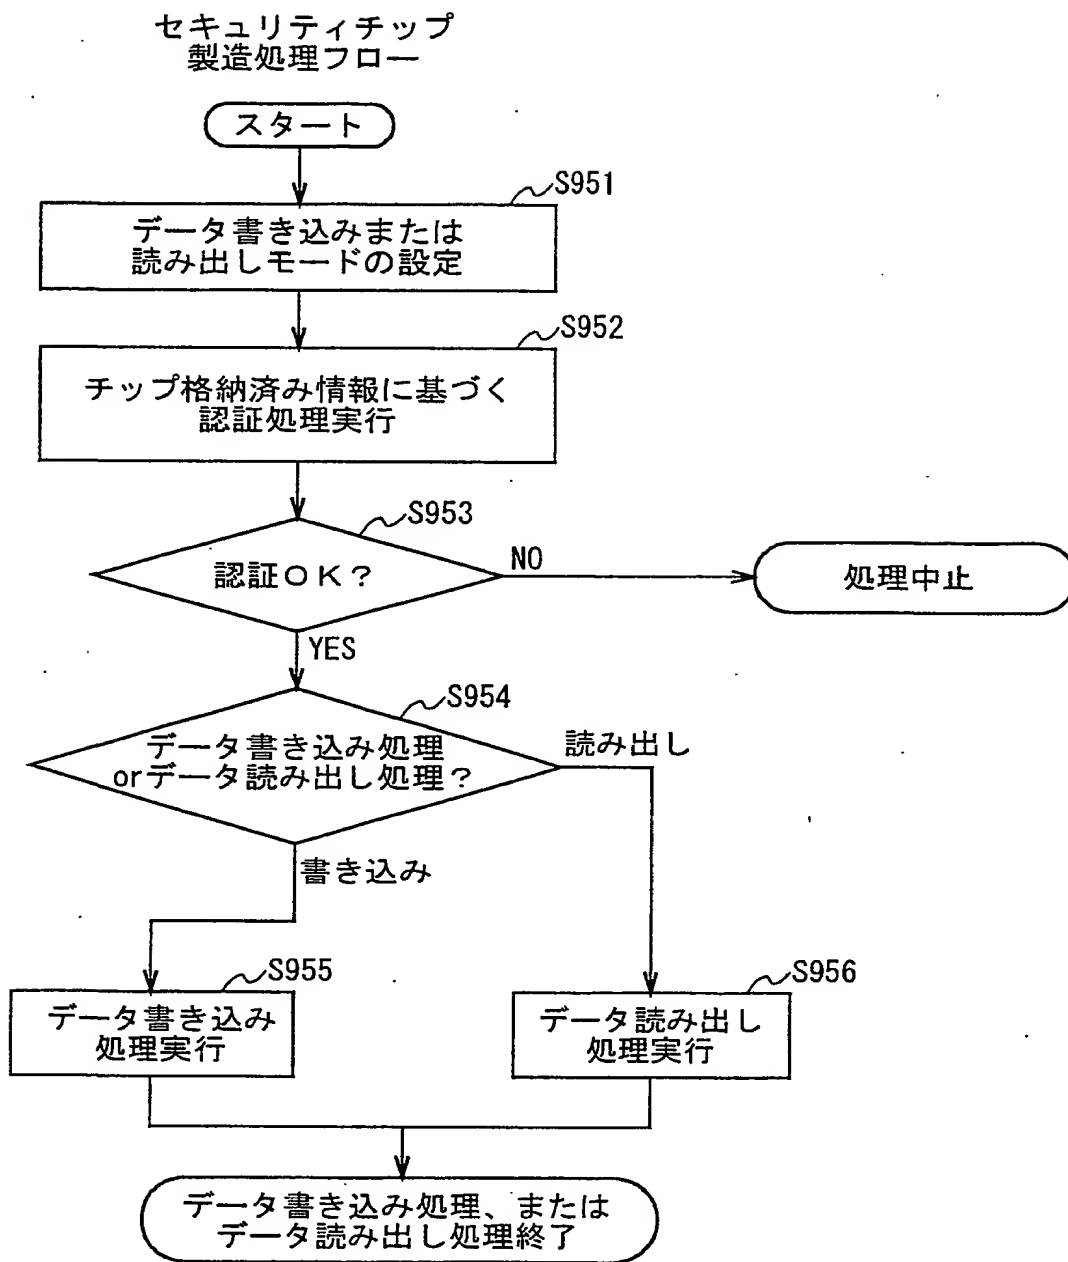 セキュリティチップ
製造処理フロー
スタート
S951
データ書き込みまたは
読み出しモードの設定
S952
チップ格納済み情報に基づく
認証処理実行
S953
認証OK?
NO
処理中止
YES
S954
データ書き込み処理
orデータ読み出し処理?
読み出し
書き込み
S955
データ書き込み
処理実行
S956
データ読み出し
処理実行
データ書き込み処理、または
データ読み出し処理終了